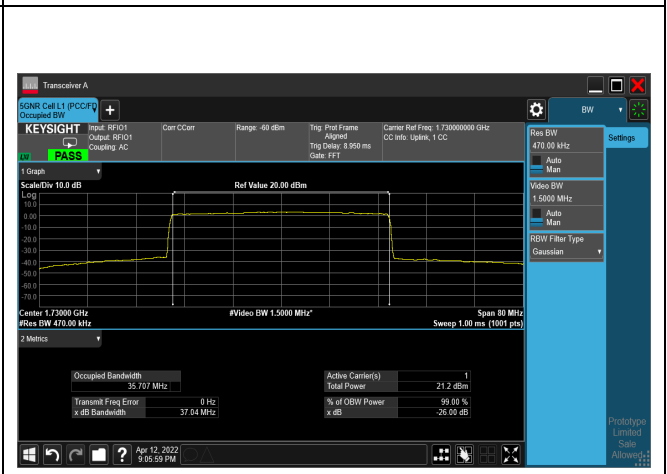 Transceiver A
5GNR Cell L1 (PCC/FD
Occupied BW
+
KEYSIGHT
LW PASS
Input: RFIO1
Output: RFIO1
Coupling: AC
Corr CCorr
Range: -60 dBm
Trig: Prot Frame
Aligned
Trig Delay: 8.950 ms
Gate: FFT
Carrier Ref Freq: 1.730000000 GHz
CC Info: Uplink, 1 CC
BW
Res BW
470.00 kHz
Auto
Man
Settings
Video BW
1.5000 MHz
Auto
Man
RBW Filter Type
Gaussian
1 Graph
Scale/Div 10.0 dB
Ref Value 20.00 dBm
Log
10.0
0.00
-10.0
-20.0
-30.0
-40.0
-50.0
-60.0
-70.0
Center 1.73000 GHz
#Video BW 1.5000 MHz*
Span 80 MHz
#Res BW 470.00 kHz
Sweep 1.00 ms (1001 pts)
2 Metrics
Occupied Bandwidth
35.707 MHz
Active Carrier(s) 1
Total Power 21.2 dBm
Transmit Freq Error 0 Hz
x dB Bandwidth 37.04 MHz
% of OBW Power 99.00 %
x dB -26.00 dB
Prototype
Limited
Sale
Allowed
?
Apr 12, 2022
9:05:59 PM